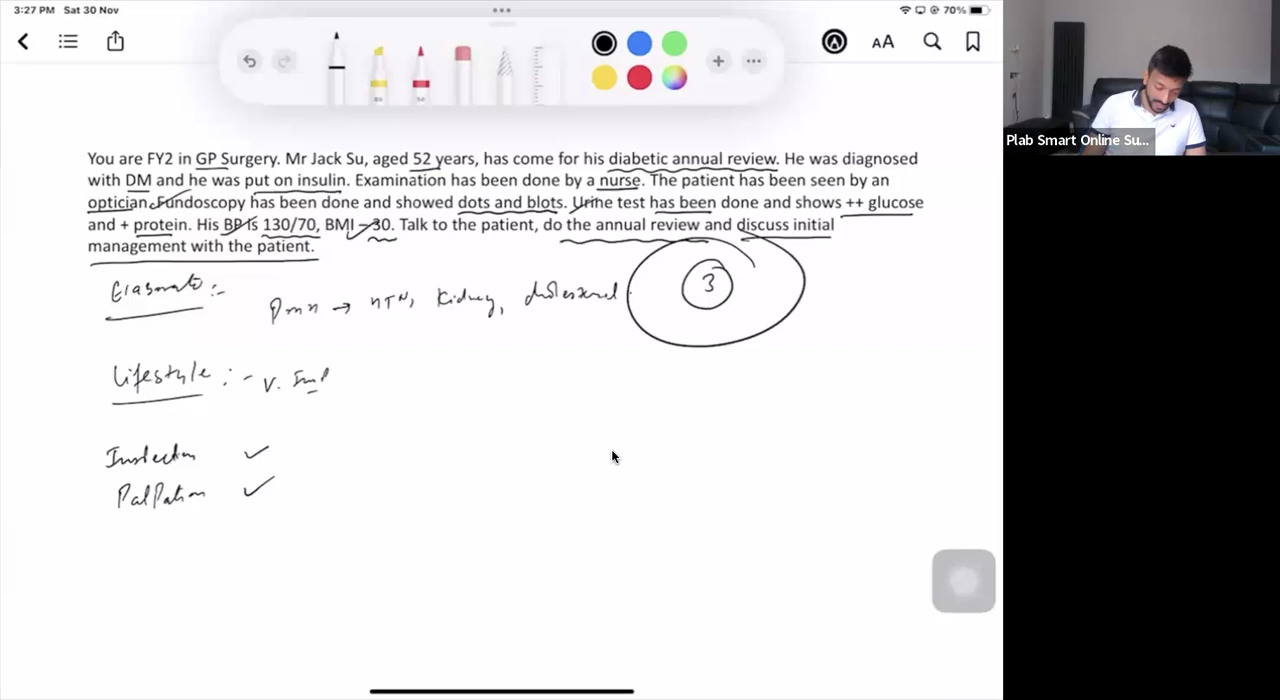 3:27 PM Sat 30 Nov
70%
AA
Plab Smart Online Su...
You are FY2 in GP Surgery. Mr Jack Su, aged 52 years, has come for his diabetic annual review. He was diagnosed
with DM and he was put on insulin. Examination has been done by a nurse. The patient has been seen by an
optician. Fundoscopy has been done and showed dots and blots. Urine test has been done and shows ++ glucose
and + protein. His BP is 130/70, BMI – 30. Talk to the patient, do the annual review and discuss initial
management with the patient.
Elaborate :-
Pmh → HTN, Kidney, cholesterol
3
Lifestyle :- V. Imp
Inspection ✓
Palpation ✓